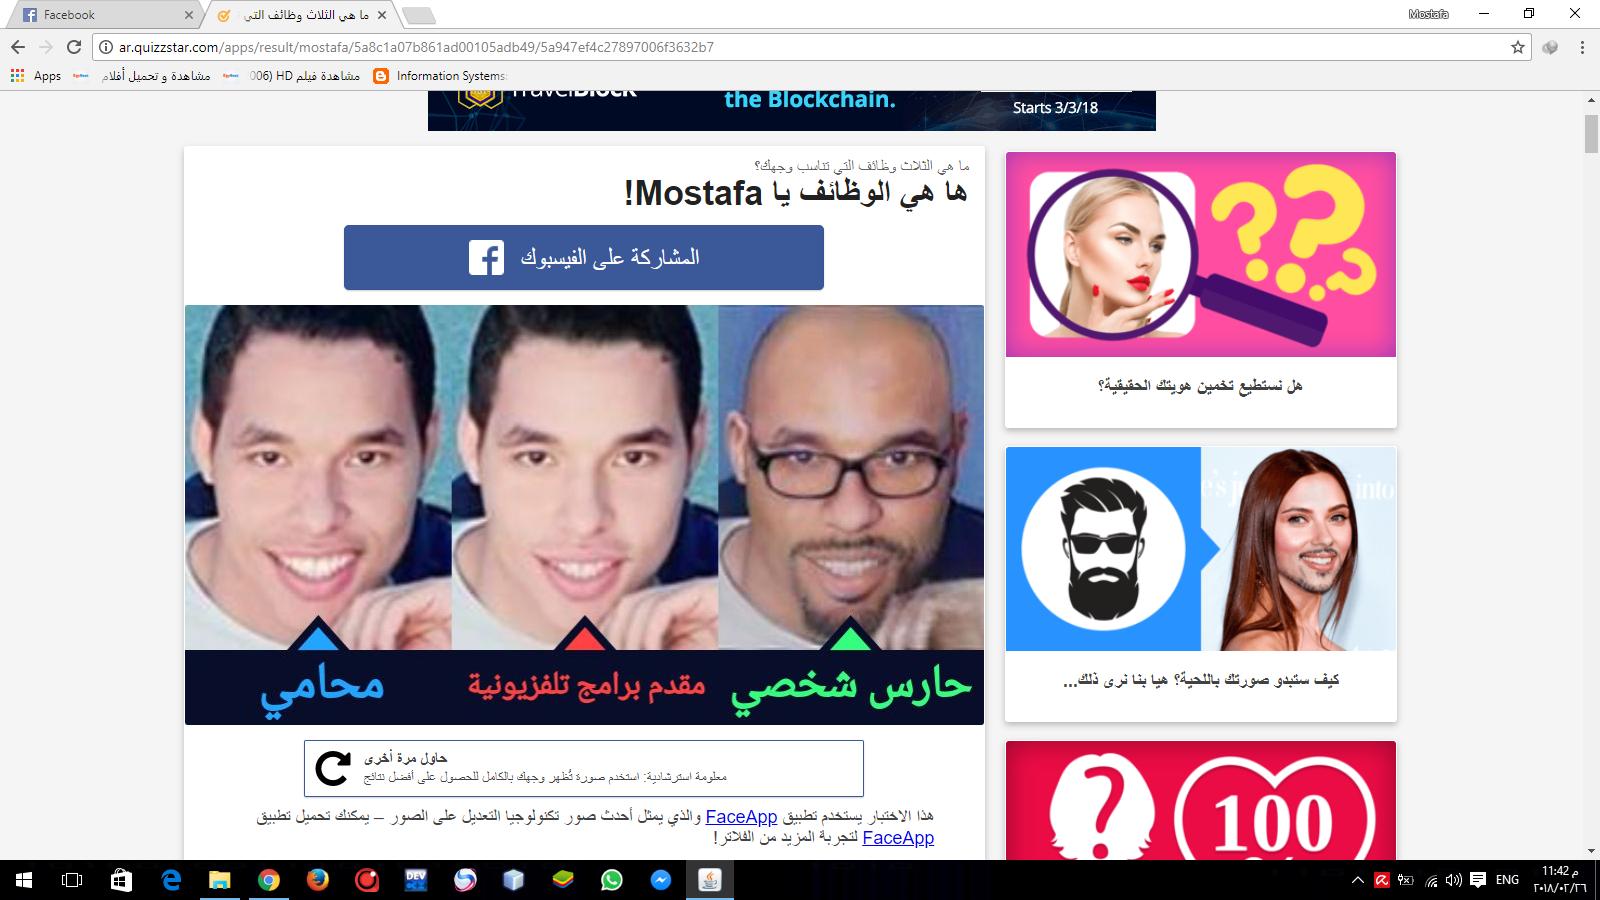 Facebook
ما هي الثلاث وظائف التي
Mostafa
ar.quizzstar.com/apps/result/mostafa/5a8c1a07b861ad00105adb49/5a947ef4c27897006f3632b7
Apps
مشاهدة و تحميل أفلام
مشاهدة فيلم HD (006
Information Systems:
the Blockchain.
Starts 3/3/18
ما هي الثلاث وظائف التي تناسب وجهك؟
ها هي الوظائف يا Mostafa!
المشاركة على الفيسبوك
محامي
مقدم برامج تلفزيونية
حارس شخصي
حاول مرة أخرى
معلومة استرشادية: استخدم صورة تُظهر وجهك بالكامل للحصول على أفضل نتائج
هذا الاختبار يستخدم تطبيق FaceApp والذي يمثل أحدث صور تكنولوجيا التعديل على الصور – يمكنك تحميل تطبيق
FaceApp لتجربة المزيد من الفلاتر!
هل نستطيع تخمين هويتك الحقيقية؟
into
كيف ستبدو صورتك باللحية؟ هيا بنا نرى ذلك...
100
DEV
ENG
11:42 م
٢٠١٨/٠٢/٢٦